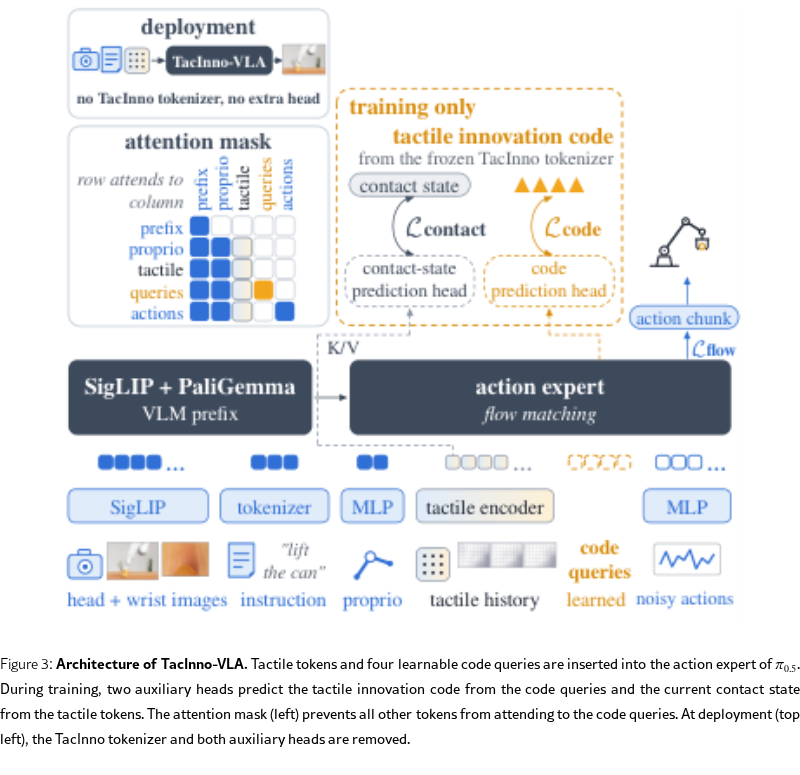 deployment
TacInno-VLA
no TacInno tokenizer, no extra head
attention mask
row attends to
column
prefix
proprio
tactile
queries
actions
prefix
proprio
tactile
queries
actions
training only
tactile innovation code
from the frozen TacInno tokenizer
contact state
ℒcontact
ℒcode
contact-state
prediction head
code
prediction head
action chunk
ℒflow
K/V
SigLIP + PaliGemma
VLM prefix
action expert
flow matching
...
...
...
SigLIP
tokenizer
MLP
tactile encoder
MLP
"lift
the can"
code
queries
head + wrist images
instruction
proprio
tactile history
learned
noisy actions
Figure 3: Architecture of TacInno-VLA. Tactile tokens and four learnable code queries are inserted into the action expert of π0.5.
During training, two auxiliary heads predict the tactile innovation code from the code queries and the current contact state
from the tactile tokens. The attention mask (left) prevents all other tokens from attending to the code queries. At deployment (top
left), the TacInno tokenizer and both auxiliary heads are removed.